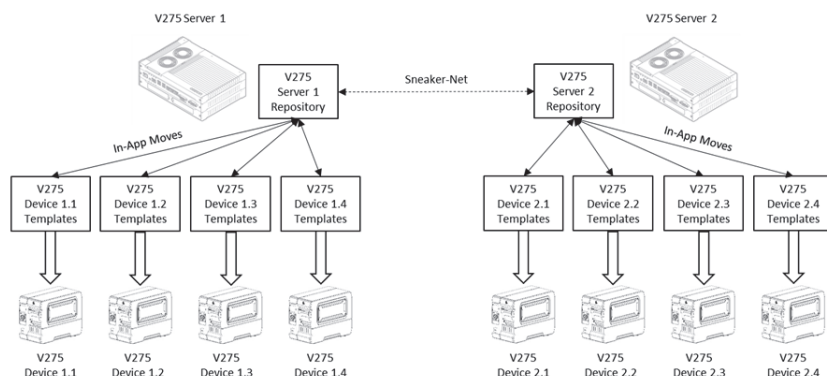 V275 Server 1
V275 Server 2
V275
Server 1
Repository
Sneaker-Net
V275
Server 2
Repository
In-App Moves
In-App Moves
V275
Device 1.1
Templates
V275
Device 1.2
Templates
V275
Device 1.3
Templates
V275
Device 1.4
Templates
V275
Device 2.1
Templates
V275
Device 2.2
Templates
V275
Device 2.3
Templates
V275
Device 2.4
Templates
V275
Device 1.1
V275
Device 1.2
V275
Device 1.3
V275
Device 1.4
V275
Device 2.1
V275
Device 2.2
V275
Device 2.3
V275
Device 2.4